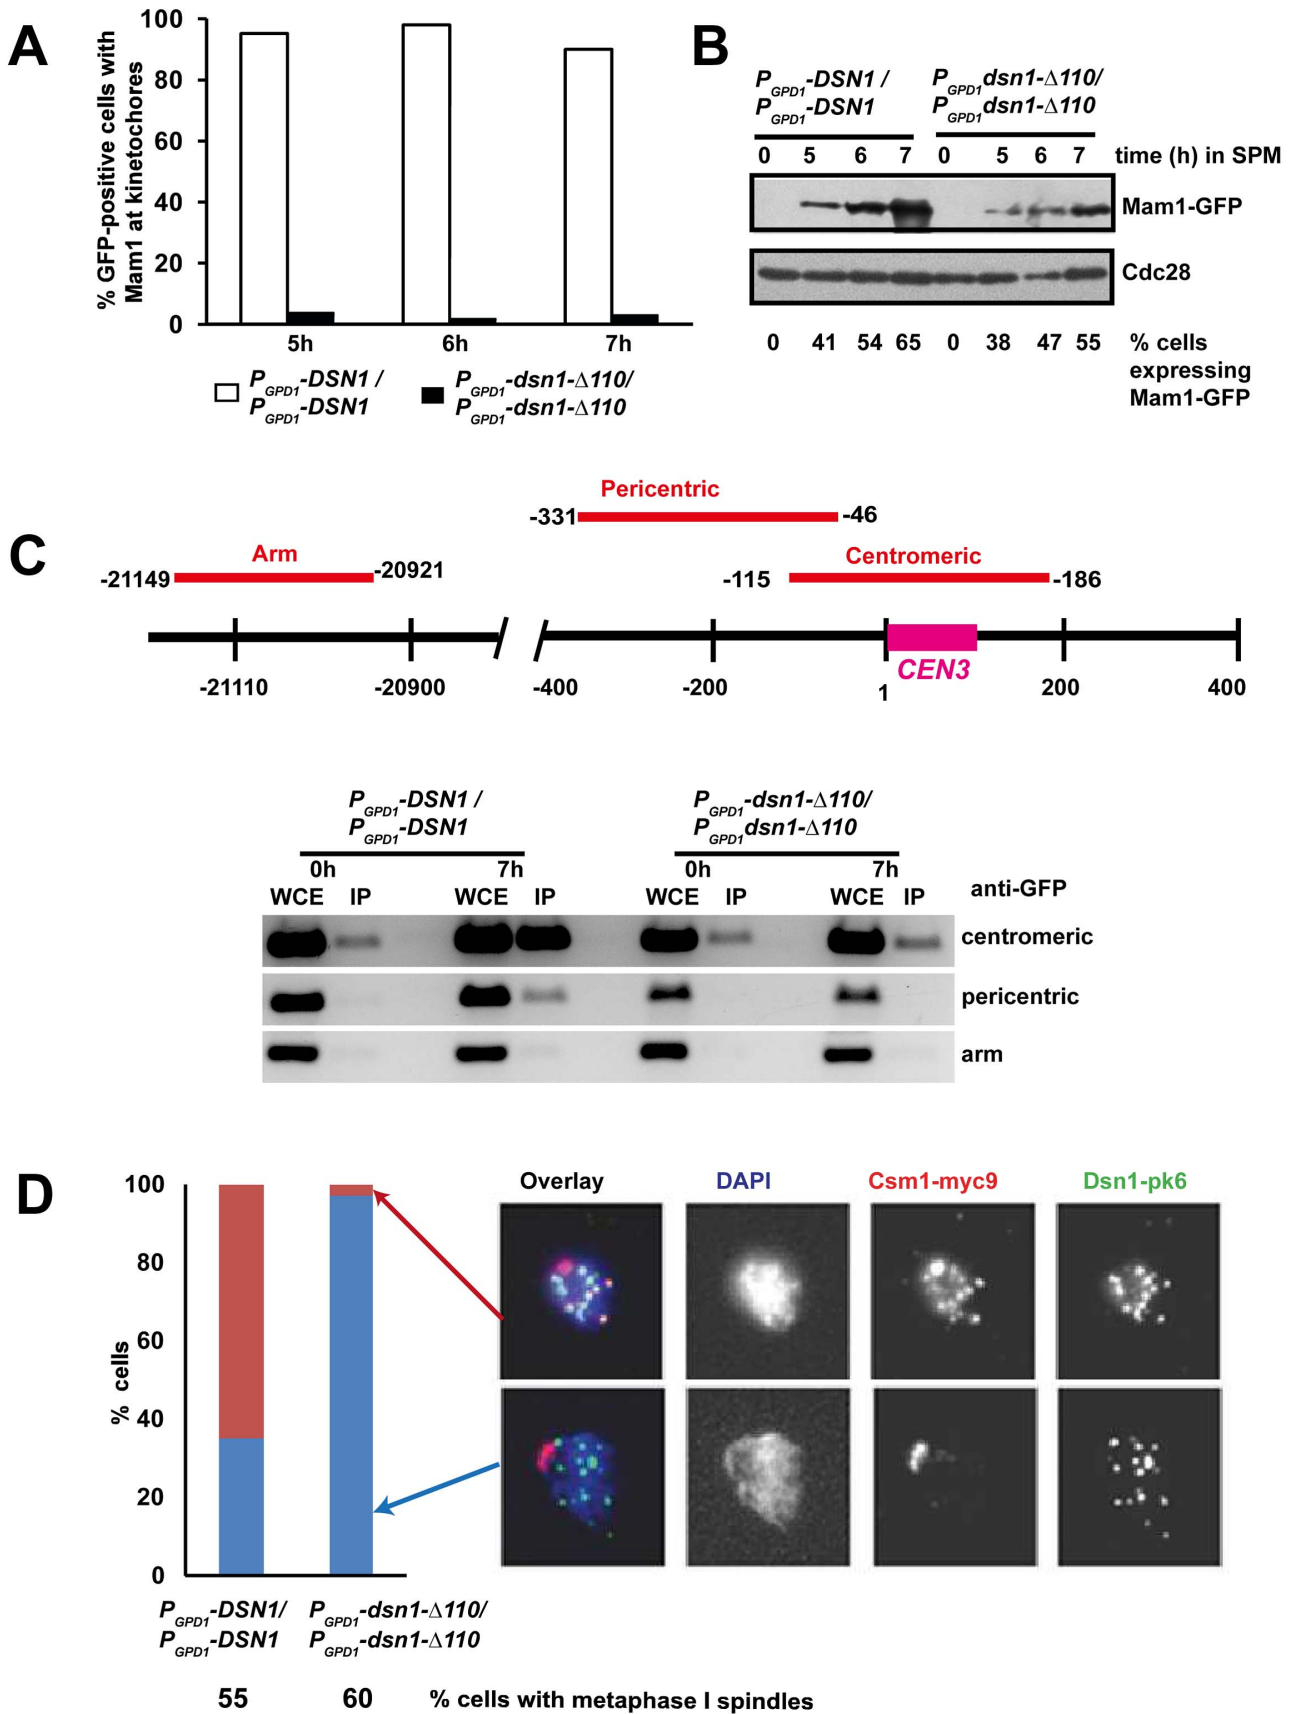 A
% GFP-positive cells with
Mam1 at kinetochores
100
80
60
40
20
0
5h 6h 7h
PGPD1-DSN1 /
PGPD1-DSN1
PGPD1-dsn1-Δ110/
PGPD1-dsn1-Δ110
B
PGPD1-DSN1 /
PGPD1-DSN1
PGPD1dsn1-Δ110/
PGPD1dsn1-Δ110
0 5 6 7 0 5 6 7 time (h) in SPM
Mam1-GFP
Cdc28
0 41 54 65 0 38 47 55 % cells
expressing
Mam1-GFP
C
Pericentric
-331 -46
Arm
-21149 -20921
Centromeric
-115 -186
CEN3
-21110 -20900 -400 -200 1 200 400
PGPD1-DSN1 /
PGPD1-DSN1
PGPD1-dsn1-Δ110/
PGPD1dsn1-Δ110
0h 7h 0h 7h
WCE IP WCE IP WCE IP WCE IP anti-GFP
centromeric
pericentric
arm
D
% cells
100
80
60
40
20
0
Overlay DAPI Csm1-myc9 Dsn1-pk6
PGPD1-DSN1/
PGPD1-DSN1
PGPD1-dsn1-Δ110/
PGPD1-dsn1-Δ110
55 60 % cells with metaphase I spindles